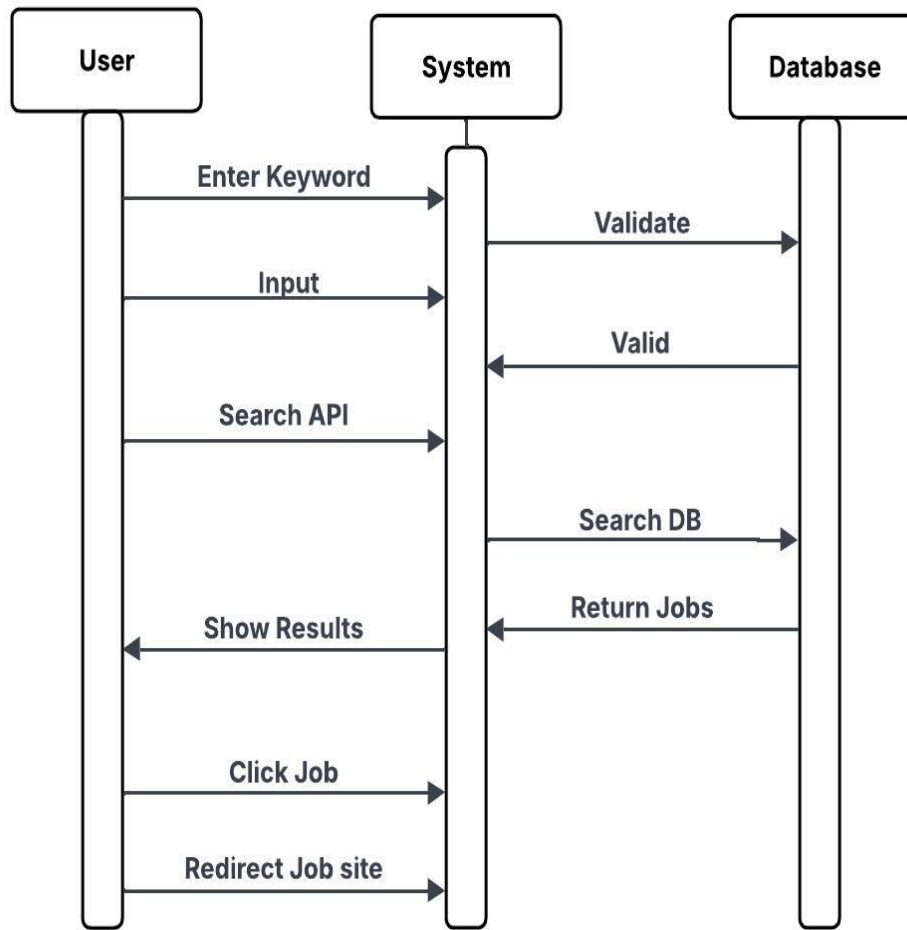 User
System
Database
Enter Keyword
Validate
Input
Valid
Search API
Search DB
Return Jobs
Show Results
Click Job
Redirect Job site